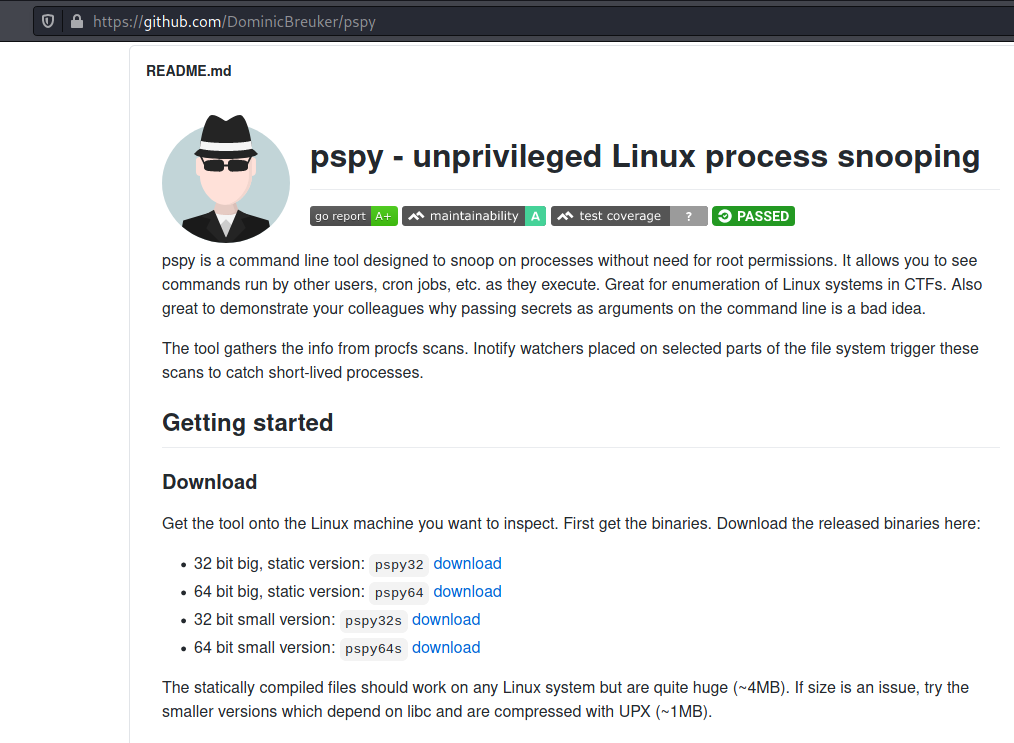 https://github.com/DominicBreuker/pspy
README.md
pspy - unprivileged Linux process snooping
go report A+ maintainability A test coverage ? PASSED
pspy is a command line tool designed to snoop on processes without need for root permissions. It allows you to see
commands run by other users, cron jobs, etc. as they execute. Great for enumeration of Linux systems in CTFs. Also
great to demonstrate your colleagues why passing secrets as arguments on the command line is a bad idea.
The tool gathers the info from procfs scans. Inotify watchers placed on selected parts of the file system trigger these
scans to catch short-lived processes.
Getting started
Download
Get the tool onto the Linux machine you want to inspect. First get the binaries. Download the released binaries here:
• 32 bit big, static version: pspy32 download
• 64 bit big, static version: pspy64 download
• 32 bit small version: pspy32s download
• 64 bit small version: pspy64s download
The statically compiled files should work on any Linux system but are quite huge (~4MB). If size is an issue, try the
smaller versions which depend on libc and are compressed with UPX (~1MB).